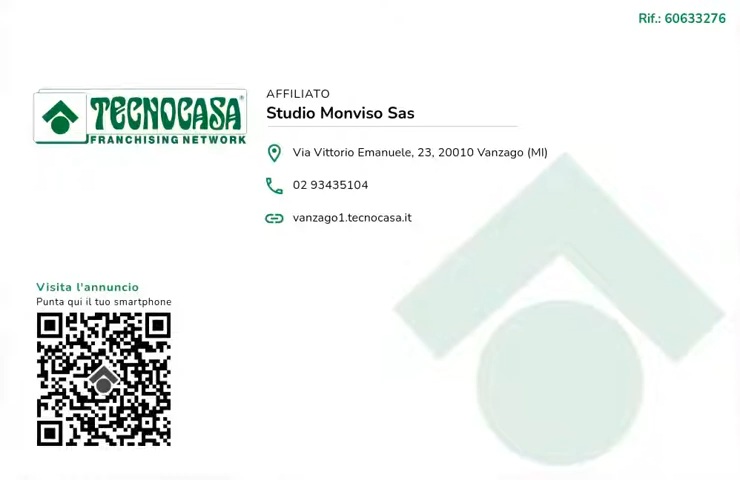 Rif.: 60633276
TECNOCASA®
FRANCHISING NETWORK
AFFILIATO
Studio Monviso Sas
Via Vittorio Emanuele, 23, 20010 Vanzago (MI)
02 93435104
vanzago1.tecnocasa.it
Visita l'annuncio
Punta qui il tuo smartphone